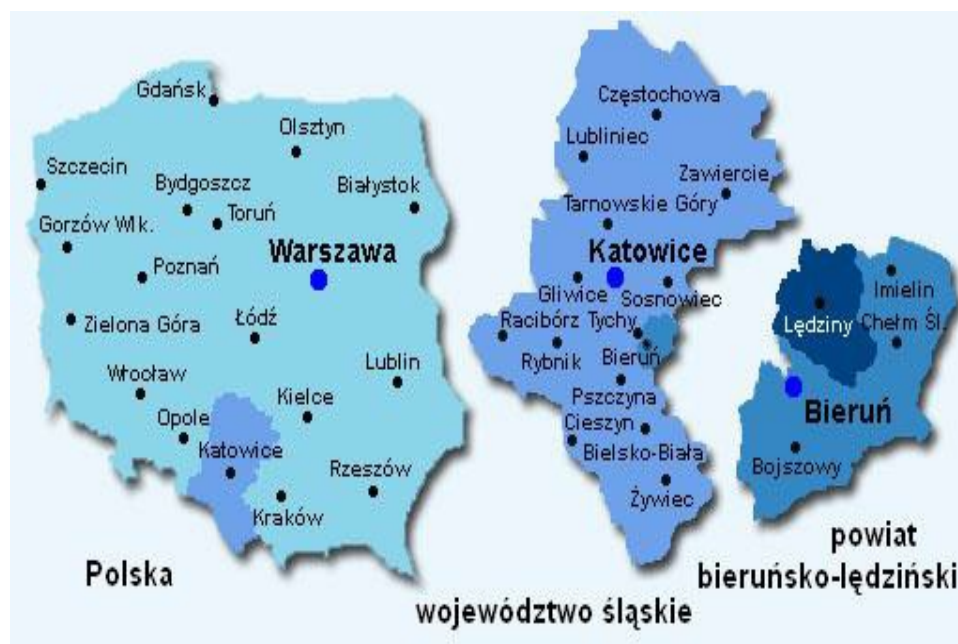 Gdańsk
Olsztyn
Szczecin
Bydgoszcz
Białystok
Toruń
Gorzów Wlk.
Warszawa
Poznań
Zielona Góra
Łódź
Wrocław
Lublin
Opole
Kielce
Katowice
Rzeszów
Kraków
Polska
Częstochowa
Lubliniec
Zawiercie
Tarnowskie Góry
Katowice
Gliwice
Sosnowiec
Racibórz
Tychy
Rybnik
Bieruń
Pszczyna
Cieszyn
Bielsko-Biała
Żywiec
województwo śląskie
Imielin
Lędziny
Chełm Śl.
Bieruń
Bojszowy
powiat
bieruńsko-lędziński